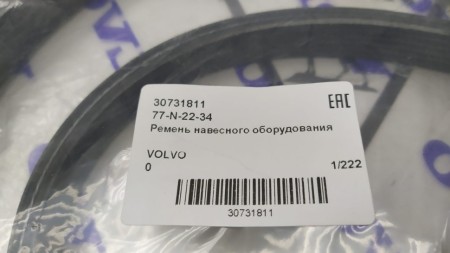 30731811
EAC
77-N-22-34
Ремень навесного оборудования
VOLVO
0 1/222
30731811